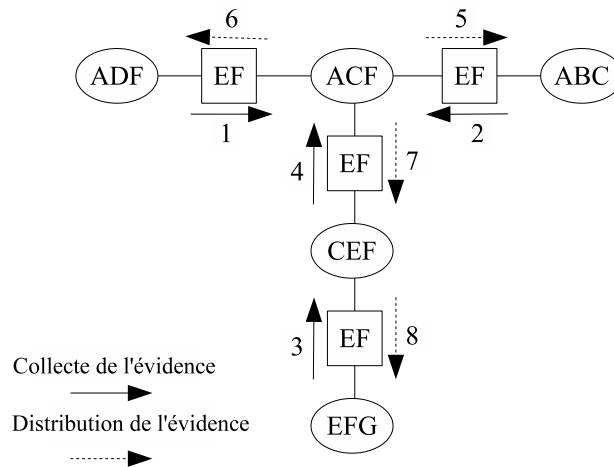 6 5
ADF EF ACF EF ABC
1 2
4 EF 7
CEF
3 EF 8
Collecte de l'évidence
Distribution de l'évidence
EFG